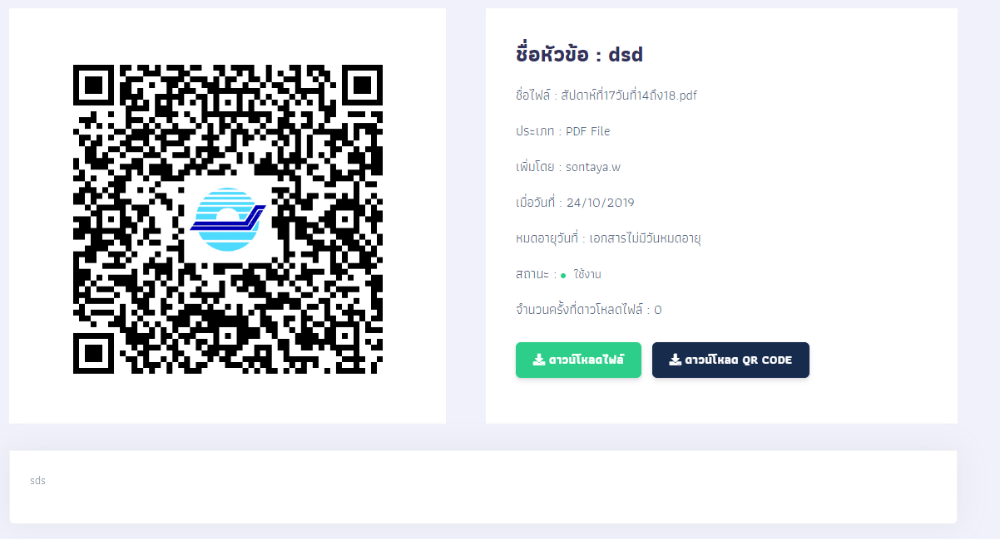 ชื่อหัวข้อ : dsd
ชื่อไฟล์ : สัปดาห์ที่17วันที่14ถึง18.pdf
ประเภท : PDF File
เพิ่มโดย : sontaya.w
เมื่อวันที่ : 24/10/2019
หมดอายุวันที่ : เอกสารไม่มีวันหมดอายุ
สถานะ : ใช้งาน
จำนวนครั้งที่ดาวโหลดไฟล์ : 0
ดาวน์โหลดไฟล์
ดาวน์โหลด QR CODE
sds